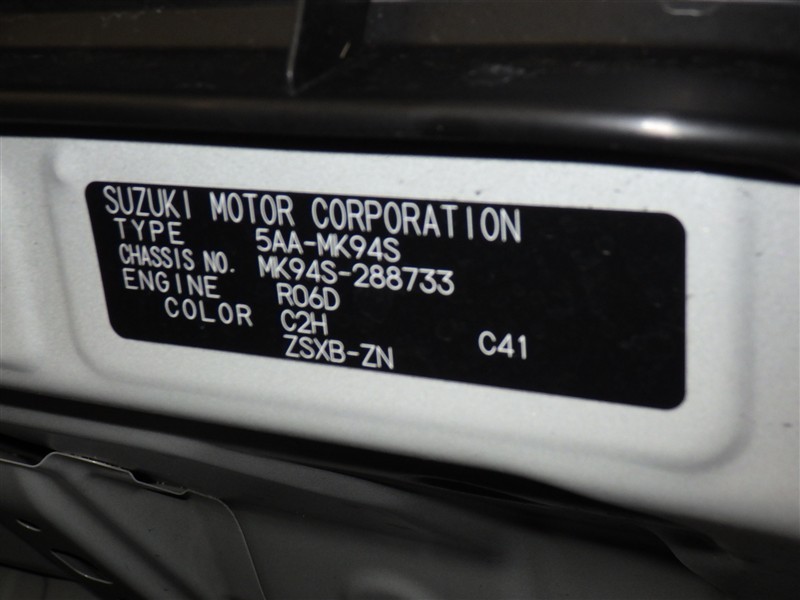 SUZUKI MOTOR CORPORATION
TYPE 5AA-MK94S
CHASSIS NO. MK94S-288733
ENGINE R06D
COLOR C2H
ZSXB-ZN C41